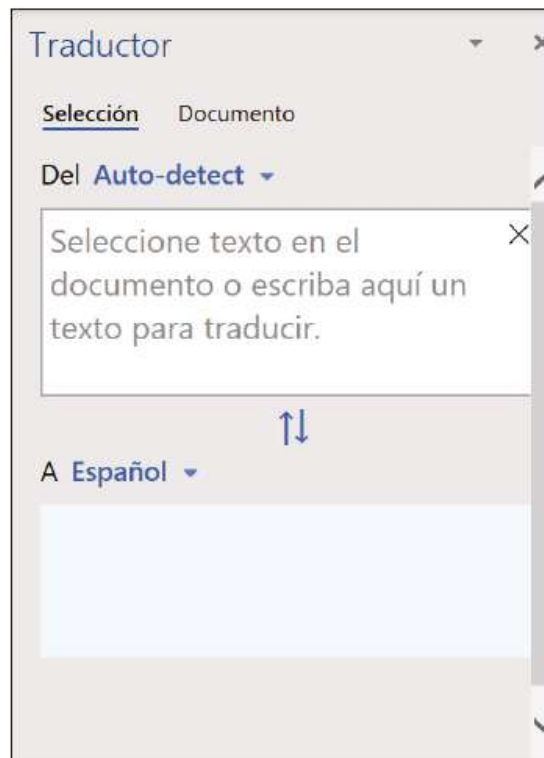 Traductor
Selección Documento
Del Auto-detect
Seleccione texto en el
documento o escriba aquí un
texto para traducir.
A Español